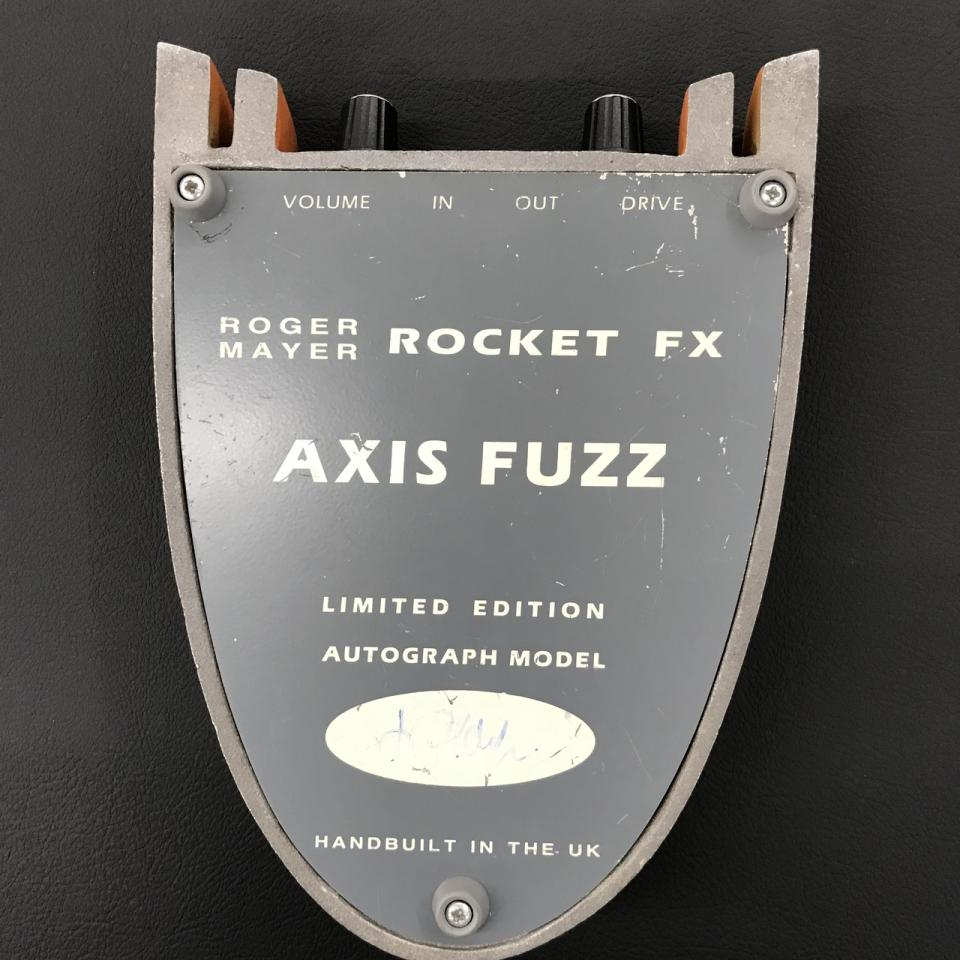 VOLUME IN OUT DRIVE
ROGER MAYER ROCKET FX
AXIS FUZZ
LIMITED EDITION
AUTOGRAPH MODEL
HANDBUILT IN THE UK